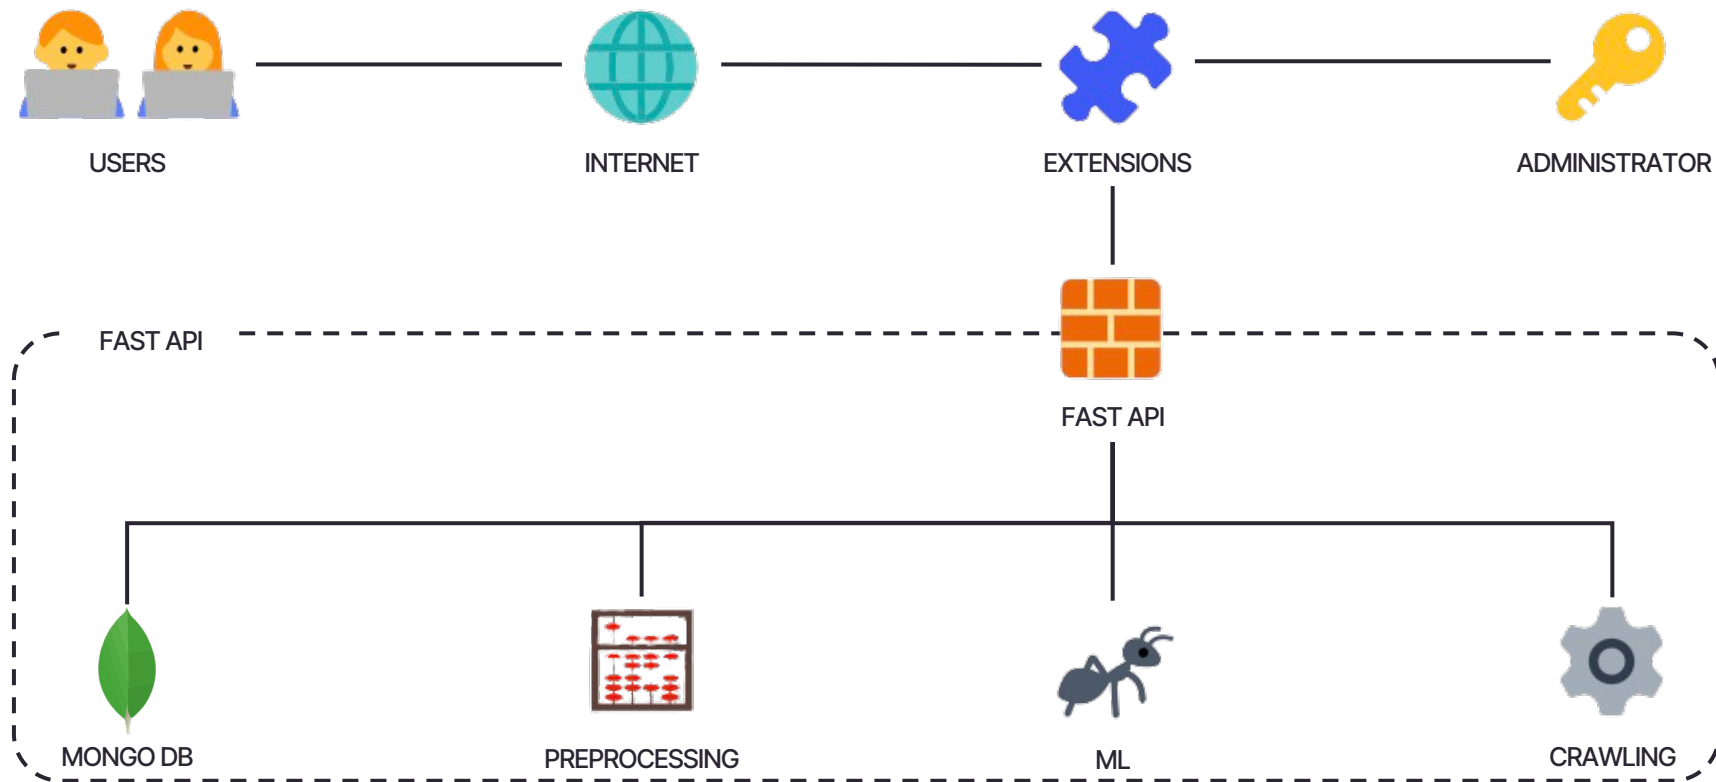 USERS
INTERNET
EXTENSIONS
ADMINISTRATOR
FAST API
FAST API
MONGO DB
PREPROCESSING
ML
CRAWLING